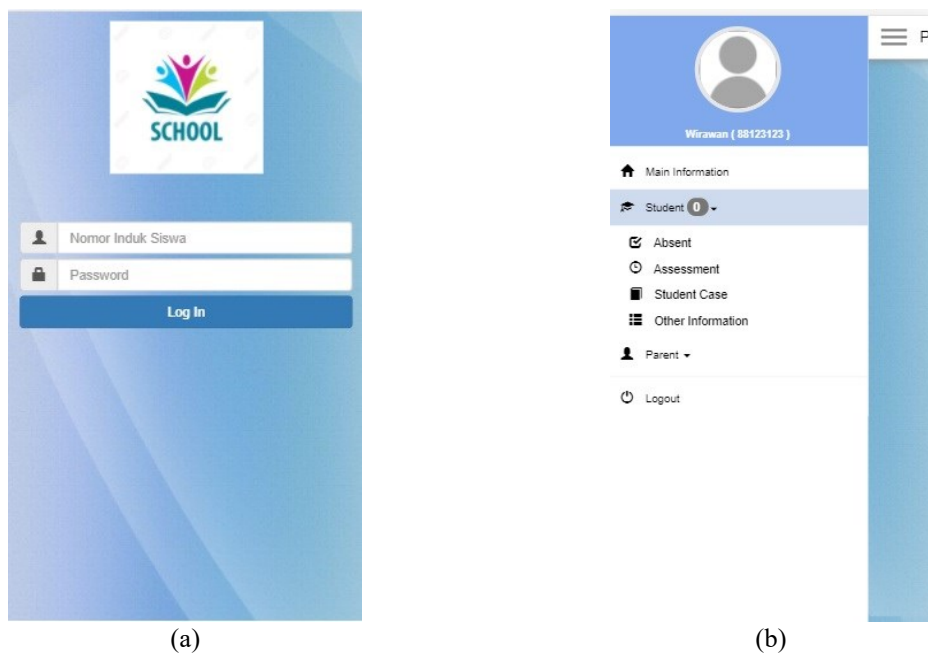 SCHOOL
Nomor Induk Siswa
Password
Log In
(a)
Wirawan ( 88123123 )
Main Information
Student 0
Absent
Assessment
Student Case
Other Information
Parent
Logout
P
(b)